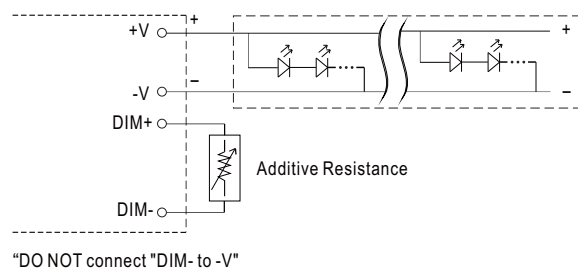 +V + +
-V – –
DIM+
Additive Resistance
DIM-
“DO NOT connect "DIM- to -V"